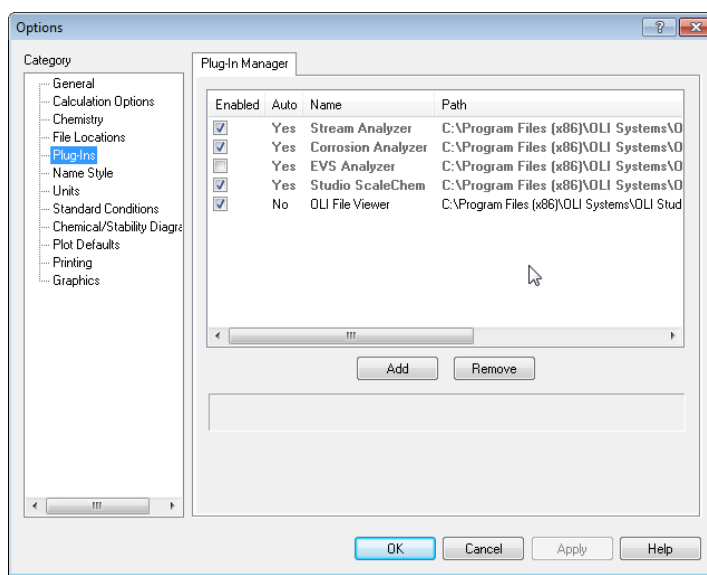 Options
Category
General
Calculation Options
Chemistry
File Locations
Plug-Ins
Name Style
Units
Standard Conditions
Chemical/Stability Diagra
Plot Defaults
Printing
Graphics
Plug-In Manager
Enabled Auto Name Path
Yes Stream Analyzer C:\Program Files (x86)\OLI Systems\O
Yes Corrosion Analyzer C:\Program Files (x86)\OLI Systems\O
Yes EVS Analyzer C:\Program Files (x86)\OLI Systems\O
Yes Studio ScaleChem C:\Program Files (x86)\OLI Systems\O
No OLI File Viewer C:\Program Files (x86)\OLI Systems\OLI Stud
Add Remove
OK Cancel Apply Help